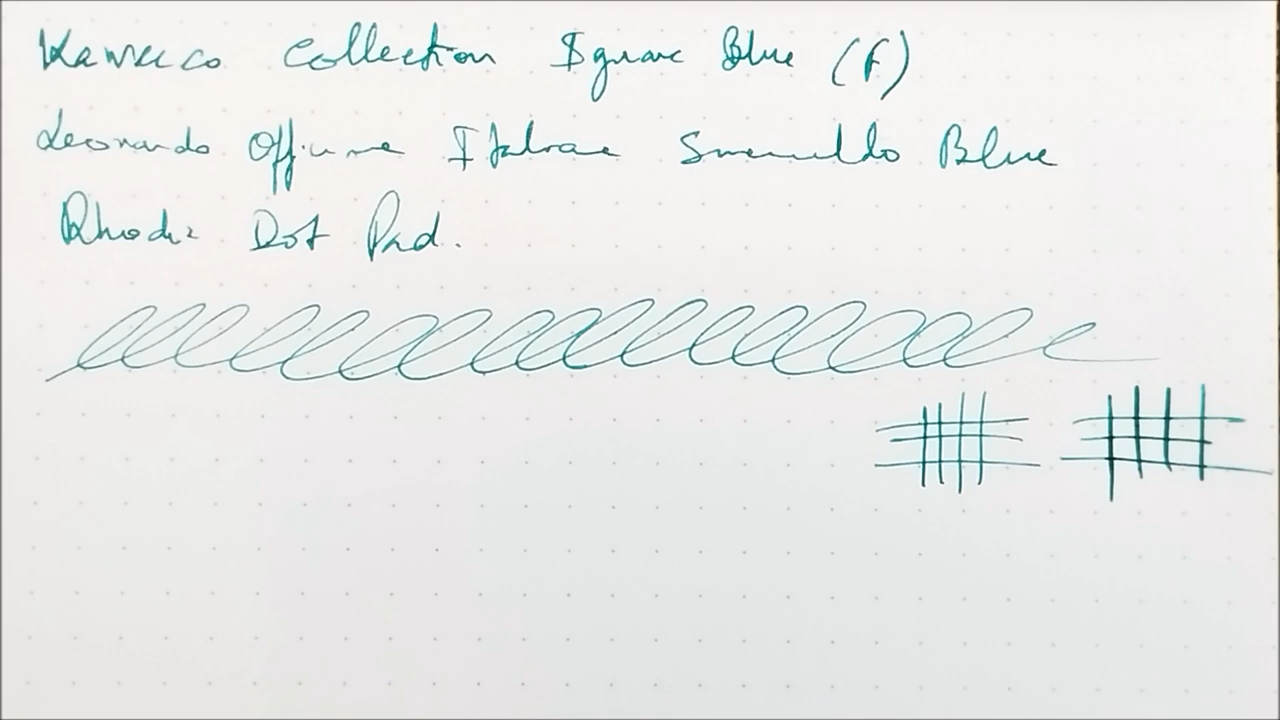 Kaweco Collection Iguana Blue (F)
Leonardo Officina Italiana Smeraldo Blue
Rhodia Dot Pad.